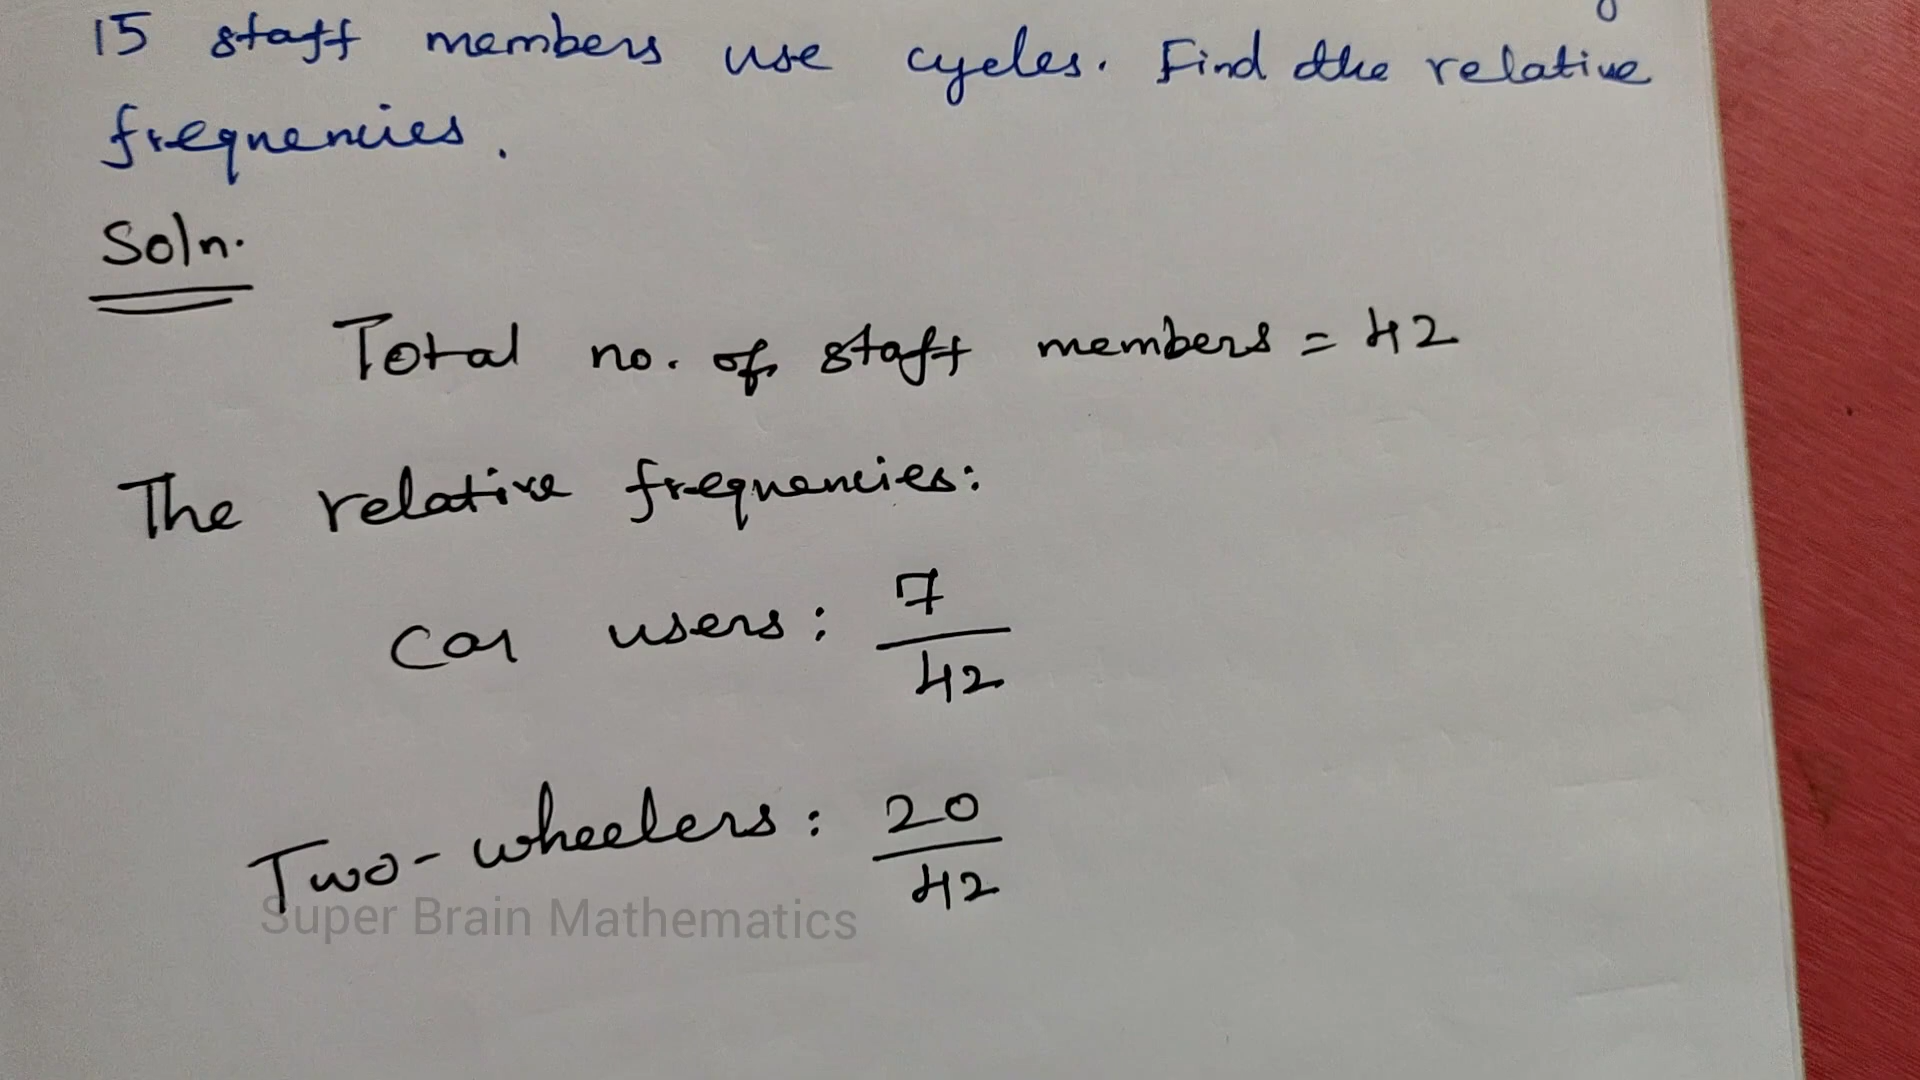 15 staff members use cycles. Find the relative
frequencies.
Soln.
Total no. of staff members = 42
The relative frequencies:
Car users: 7/42
Two-wheelers: 20/42
Super Brain Mathematics